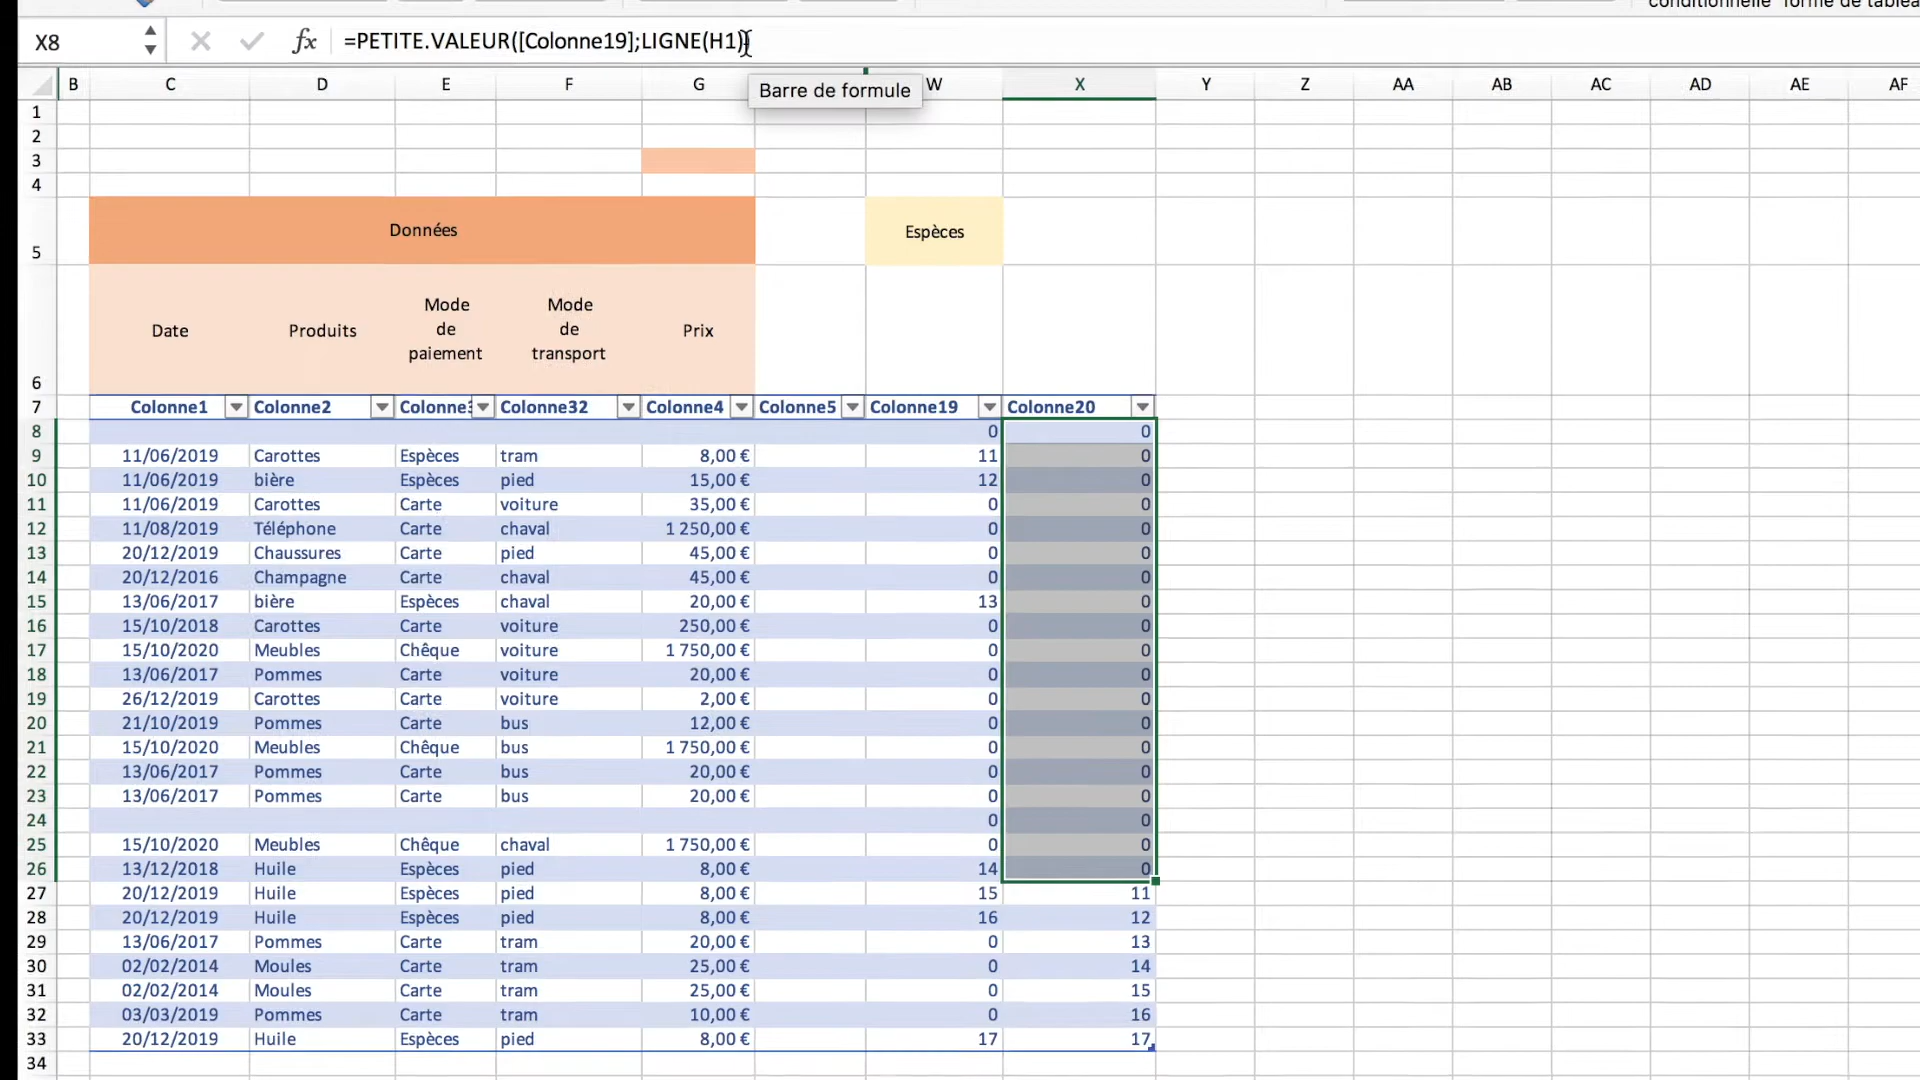 conditionnelle forme de tableau
X8 fx =PETITE.VALEUR([Colonne19];LIGNE(H1))
Barre de formule
B C D E F G W X Y Z AA AB AC AD AE AF
1
2
3
4
5 Données Espèces
6 Date Produits Mode de paiement Mode de transport Prix
7 Colonne1 Colonne2 Colonne3 Colonne32 Colonne4 Colonne5 Colonne19 Colonne20
8 0 0
9 11/06/2019 Carottes Espèces tram 8,00 € 11 0
10 11/06/2019 bière Espèces pied 15,00 € 12 0
11 11/06/2019 Carottes Carte voiture 35,00 € 0 0
12 11/08/2019 Téléphone Carte chaval 1 250,00 € 0 0
13 20/12/2019 Chaussures Carte pied 45,00 € 0 0
14 20/12/2016 Champagne Carte chaval 45,00 € 0 0
15 13/06/2017 bière Espèces chaval 20,00 € 13 0
16 15/10/2018 Carottes Carte voiture 250,00 € 0 0
17 15/10/2020 Meubles Chêque voiture 1 750,00 € 0 0
18 13/06/2017 Pommes Carte voiture 20,00 € 0 0
19 26/12/2019 Carottes Carte voiture 2,00 € 0 0
20 21/10/2019 Pommes Carte bus 12,00 € 0 0
21 15/10/2020 Meubles Chêque bus 1 750,00 € 0 0
22 13/06/2017 Pommes Carte bus 20,00 € 0 0
23 13/06/2017 Pommes Carte bus 20,00 € 0 0
24 0 0
25 15/10/2020 Meubles Chêque chaval 1 750,00 € 0 0
26 13/12/2018 Huile Espèces pied 8,00 € 14 0
27 20/12/2019 Huile Espèces pied 8,00 € 15 11
28 20/12/2019 Huile Espèces pied 8,00 € 16 12
29 13/06/2017 Pommes Carte tram 20,00 € 0 13
30 02/02/2014 Moules Carte tram 25,00 € 0 14
31 02/02/2014 Moules Carte tram 25,00 € 0 15
32 03/03/2019 Pommes Carte tram 10,00 € 0 16
33 20/12/2019 Huile Espèces pied 8,00 € 17 17
34